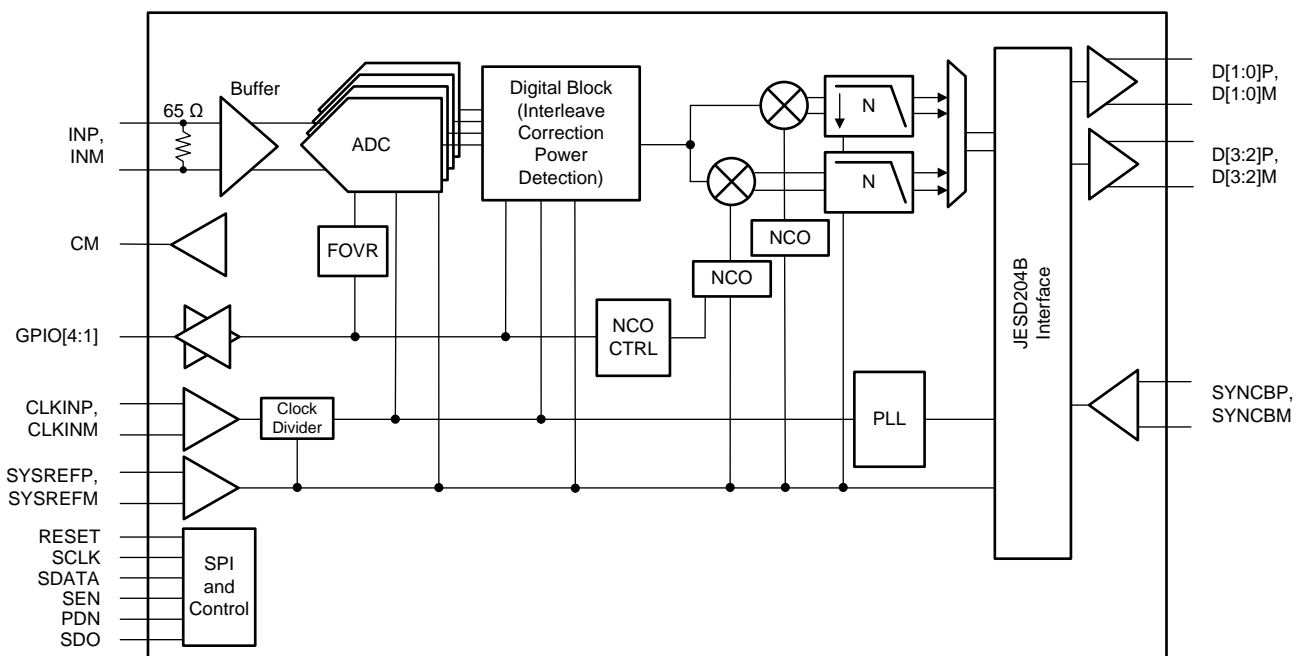 INP,
INM
65 Ω
Buffer
ADC
Digital Block
(Interleave
Correction
Power
Detection)
N
N
NCO
NCO
JESD204B
Interface
D[1:0]P,
D[1:0]M
D[3:2]P,
D[3:2]M
CM
FOVR
GPIO[4:1]
NCO
CTRL
CLKINP,
CLKINM
Clock
Divider
PLL
SYNCBP,
SYNCBM
SYSREFP,
SYSREFM
RESET
SCLK
SDATA
SEN
PDN
SDO
SPI
and
Control